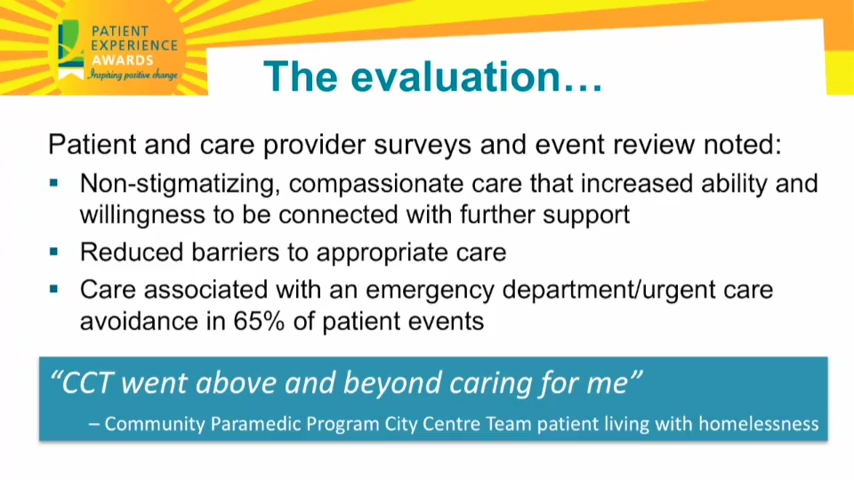 PATIENT
EXPERIENCE
AWARDS
Inspiring positive change
The evaluation...
Patient and care provider surveys and event review noted:
▪ Non-stigmatizing, compassionate care that increased ability and
willingness to be connected with further support
▪ Reduced barriers to appropriate care
▪ Care associated with an emergency department/urgent care
avoidance in 65% of patient events
“CCT went above and beyond caring for me”
– Community Paramedic Program City Centre Team patient living with homelessness